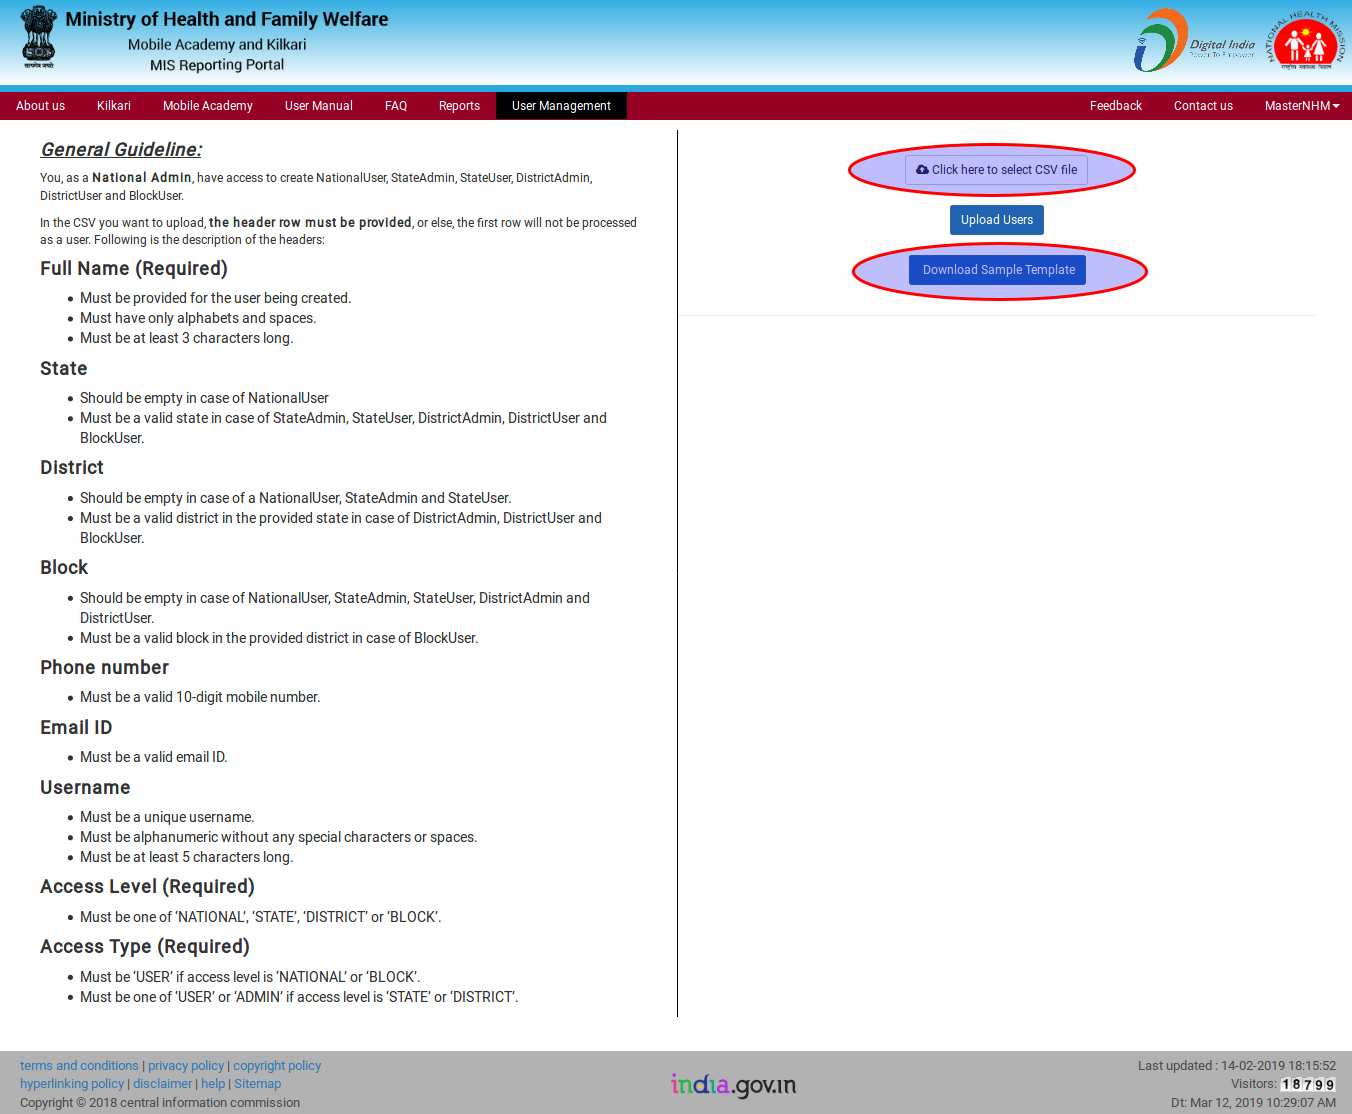 Ministry of Health and Family Welfare
Mobile Academy and Kilkari
MIS Reporting Portal
सत्यमेव जयते
Digital India
Power To Empower
NATIONAL HEALTH MISSION
राष्ट्रीय स्वास्थ्य मिशन
About us Kilkari Mobile Academy User Manual FAQ Reports User Management Feedback Contact us MasterNHM
General Guideline:
You, as a National Admin, have access to create NationalUser, StateAdmin, StateUser, DistrictAdmin,
DistrictUser and BlockUser.
In the CSV you want to upload, the header row must be provided, or else, the first row will not be processed
as a user. Following is the description of the headers:
Full Name (Required)
Must be provided for the user being created.
Must have only alphabets and spaces.
Must be at least 3 characters long.
State
Should be empty in case of NationalUser
Must be a valid state in case of StateAdmin, StateUser, DistrictAdmin, DistrictUser and
BlockUser.
District
Should be empty in case of a NationalUser, StateAdmin and StateUser.
Must be a valid district in the provided state in case of DistrictAdmin, DistrictUser and
BlockUser.
Block
Should be empty in case of NationalUser, StateAdmin, StateUser, DistrictAdmin and
DistrictUser.
Must be a valid block in the provided district in case of BlockUser.
Phone number
Must be a valid 10-digit mobile number.
Email ID
Must be a valid email ID.
Username
Must be a unique username.
Must be alphanumeric without any special characters or spaces.
Must be at least 5 characters long.
Access Level (Required)
Must be one of ‘NATIONAL’, ‘STATE’, ‘DISTRICT’ or ‘BLOCK’.
Access Type (Required)
Must be ‘USER’ if access level is ‘NATIONAL’ or ‘BLOCK’.
Must be one of ‘USER’ or ‘ADMIN’ if access level is ‘STATE’ or ‘DISTRICT’.
Click here to select CSV file
Upload Users
Download Sample Template
terms and conditions | privacy policy | copyright policy
hyperlinking policy | disclaimer | help | Sitemap
Copyright © 2018 central information commission
india.gov.in
Last updated : 14-02-2019 18:15:52
Visitors: 18799
Dt: Mar 12, 2019 10:29:07 AM